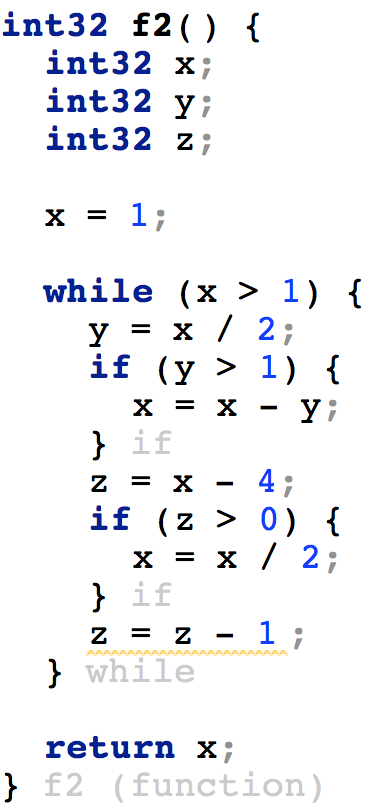 int32 f2() {
int32 x;
int32 y;
int32 z;
x = 1;
while (x > 1) {
y = x / 2;
if (y > 1) {
x = x - y;
} if
z = x - 4;
if (z > 0) {
x = x / 2;
} if
z = z - 1;
} while
return x;
} f2 (function)